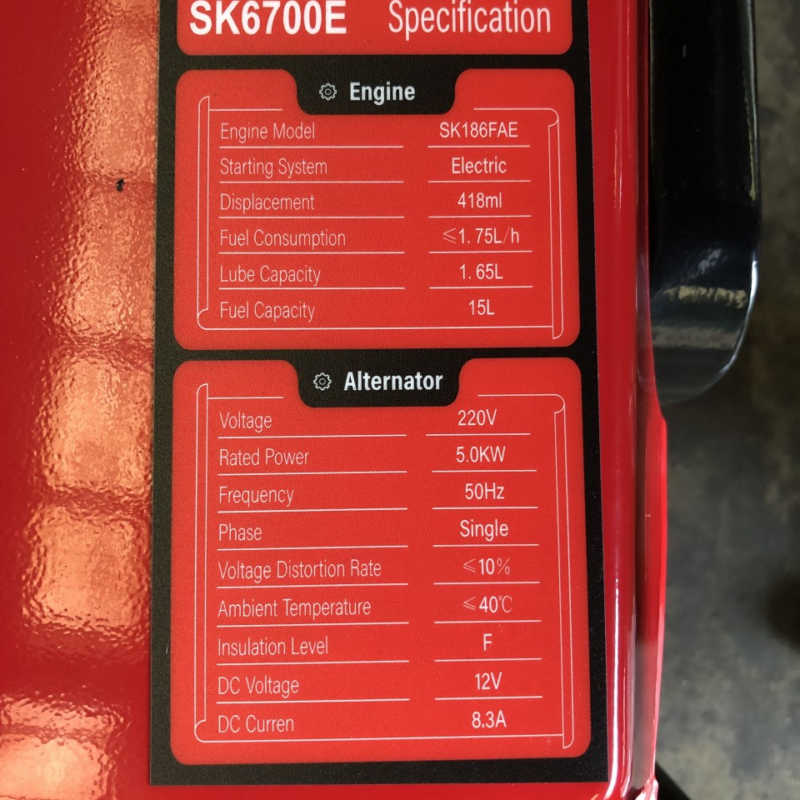 SK6700E Specification
Engine
Engine Model SK186FAE
Starting System Electric
Displacement 418ml
Fuel Consumption ≤1.75L/h
Lube Capacity 1.65L
Fuel Capacity 15L
Alternator
Voltage 220V
Rated Power 5.0KW
Frequency 50Hz
Phase Single
Voltage Distortion Rate ≤10%
Ambient Temperature ≤40℃
Insulation Level F
DC Voltage 12V
DC Curren 8.3A